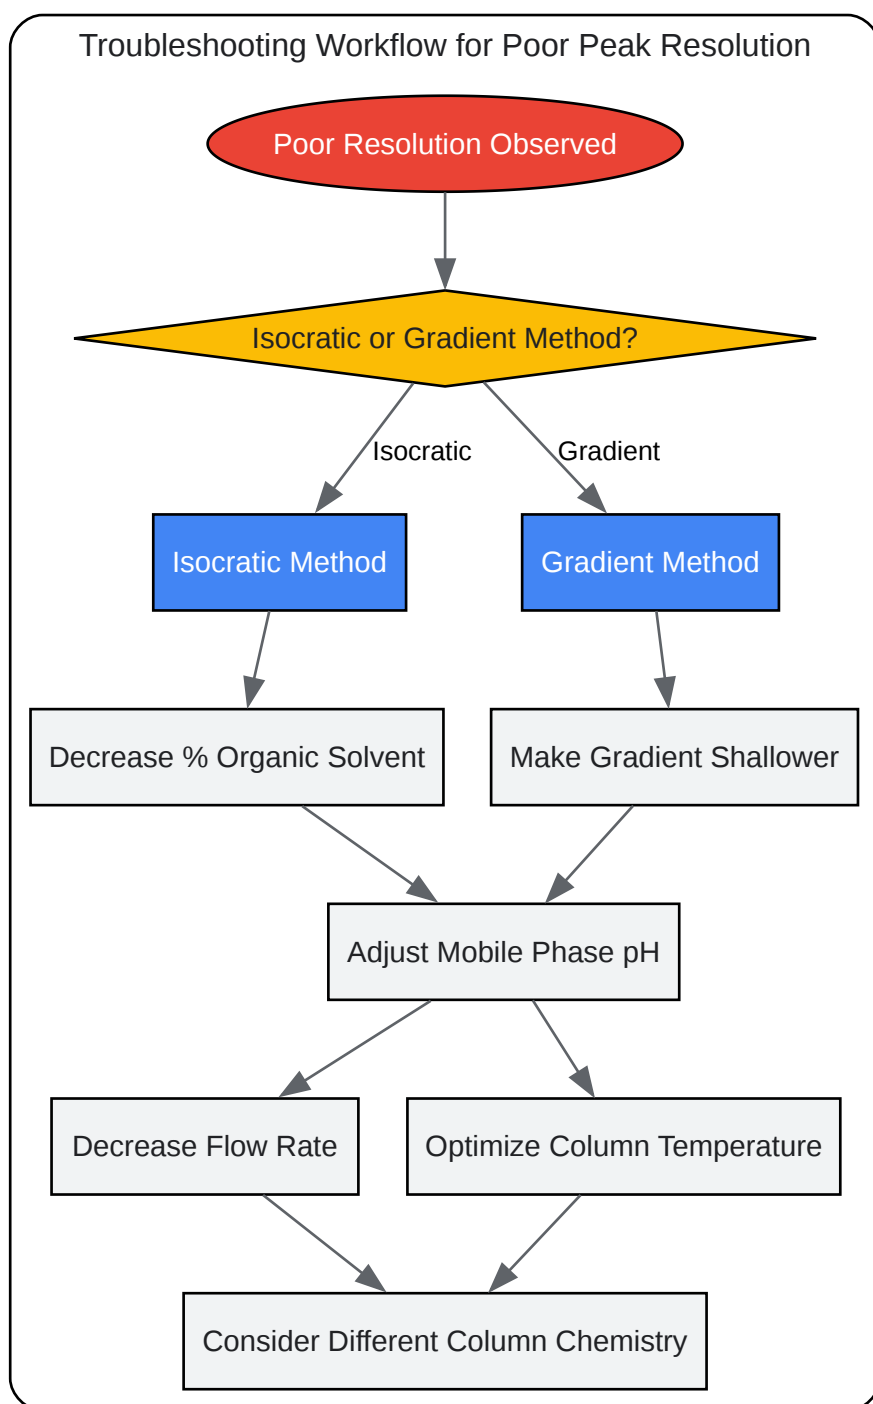 Troubleshooting Workflow for Poor Peak Resolution
Poor Resolution Observed
Isocratic or Gradient Method?
Isocratic
Gradient
Isocratic Method
Gradient Method
Decrease % Organic Solvent
Make Gradient Shallower
Adjust Mobile Phase pH
Decrease Flow Rate
Optimize Column Temperature
Consider Different Column Chemistry